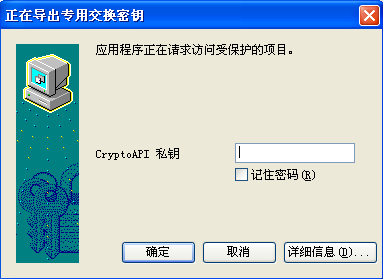 正在导出专用交换密钥
应用程序正在请求访问受保护的项目。
CryptoAPI 私钥
记住密码(R)
确定
取消
详细信息(D)...